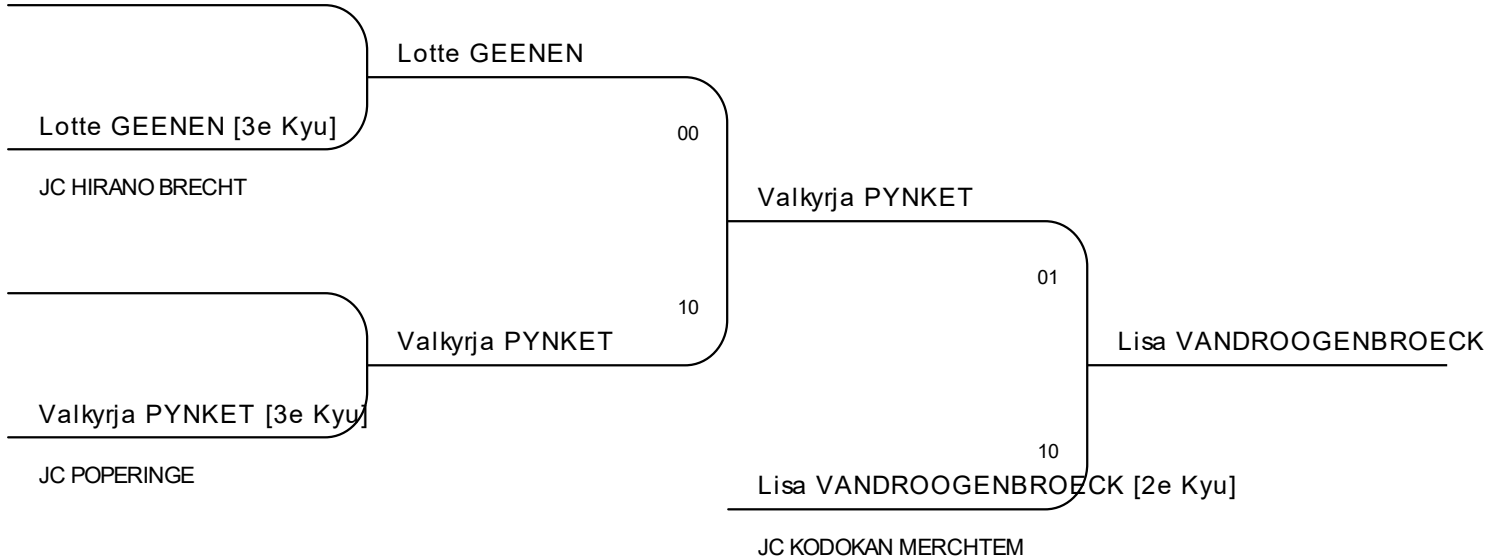 Lotte GEENEN
Lotte GEENEN [3e Kyu]
00
JC HIRANO BRECHT
Valkyrja PYNKET
01
10
Valkyrja PYNKET
Lisa VANDROOGENBROECK
Valkyrja PYNKET [3e Kyu]
10
JC POPERINGE
Lisa VANDROOGENBROECK [2e Kyu]
JC KODOKAN MERCHTEM